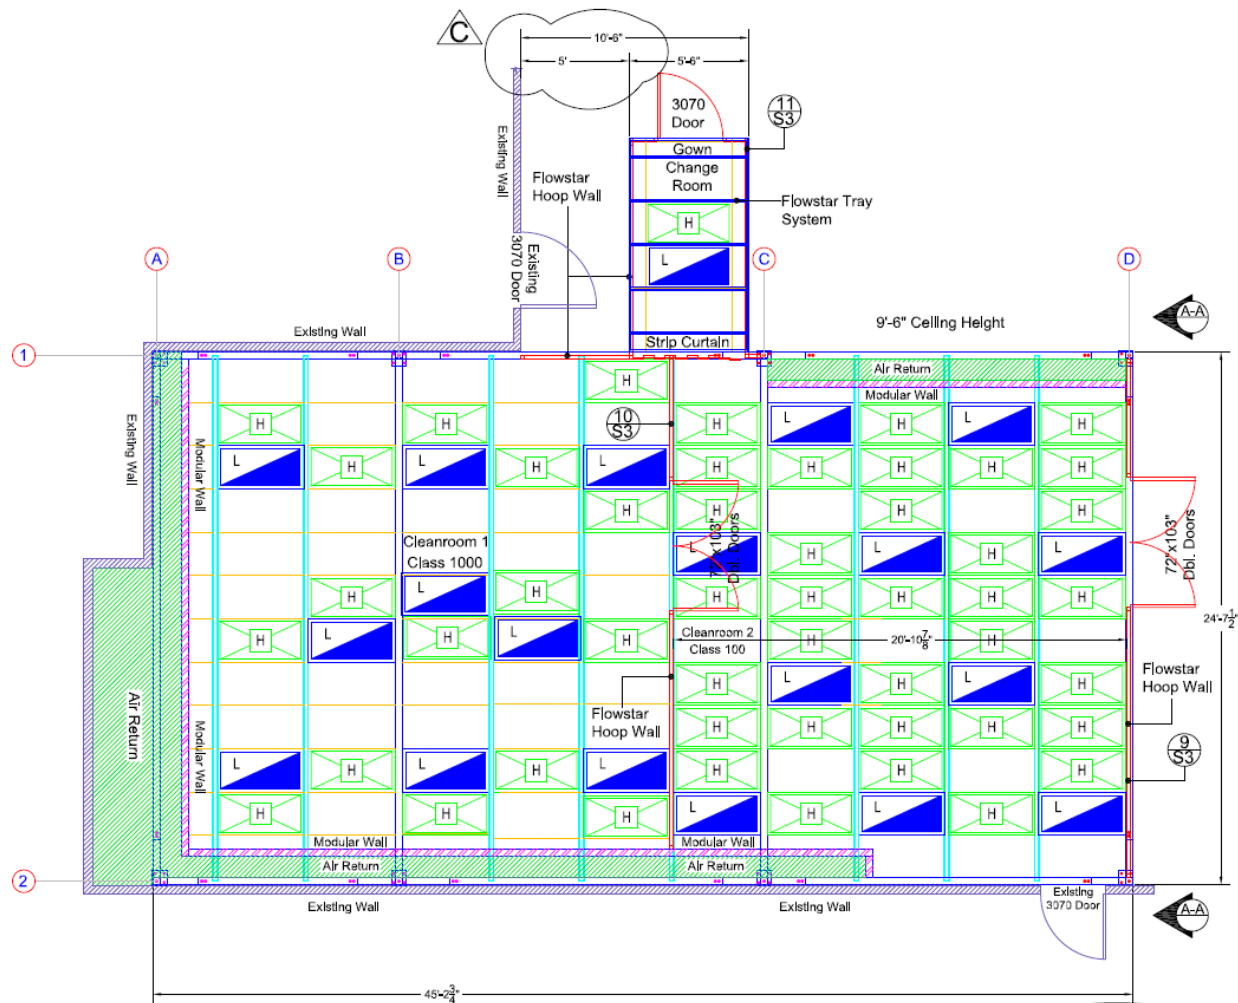 C
10'-6"
5'
5'-6"
3070
Door
11
S3
Existing Wall
Gown
Change
Room
Flowstar
Hoop Wall
Flowstar Tray
System
H
L
Existing
3070 Door
A
B
C
D
A-A
9'-6" Ceiling Height
Existing Wall
Strip Curtain
1
Air Return
Modular Wall
H
H
H
L
H
L
H
10
S3
Existing Wall
Modular Wall
L
H
L
H
L
H
H
H
H
H
H
H
H
H
H
72"x103"
Dbl. Doors
72"x103"
Dbl. Doors
Cleanroom 1
Class 1000
L
H
L
H
L
H
L
H
H
H
H
H
H
24'-7 1/2"
H
L
H
L
H
Cleanroom 2
Class 100
20'-10 7/8"
H
H
H
Flowstar
Hoop Wall
H
L
H
L
H
Flowstar
Hoop Wall
Air Return
Modular Wall
H
H
H
H
H
9
S3
L
H
L
H
L
H
H
H
H
H
H
H
L
H
L
H
L
Modular Wall
Modular Wall
Air Return
Air Return
2
Existing Wall
Existing Wall
Existing
3070 Door
A-A
45'-2 3/4"